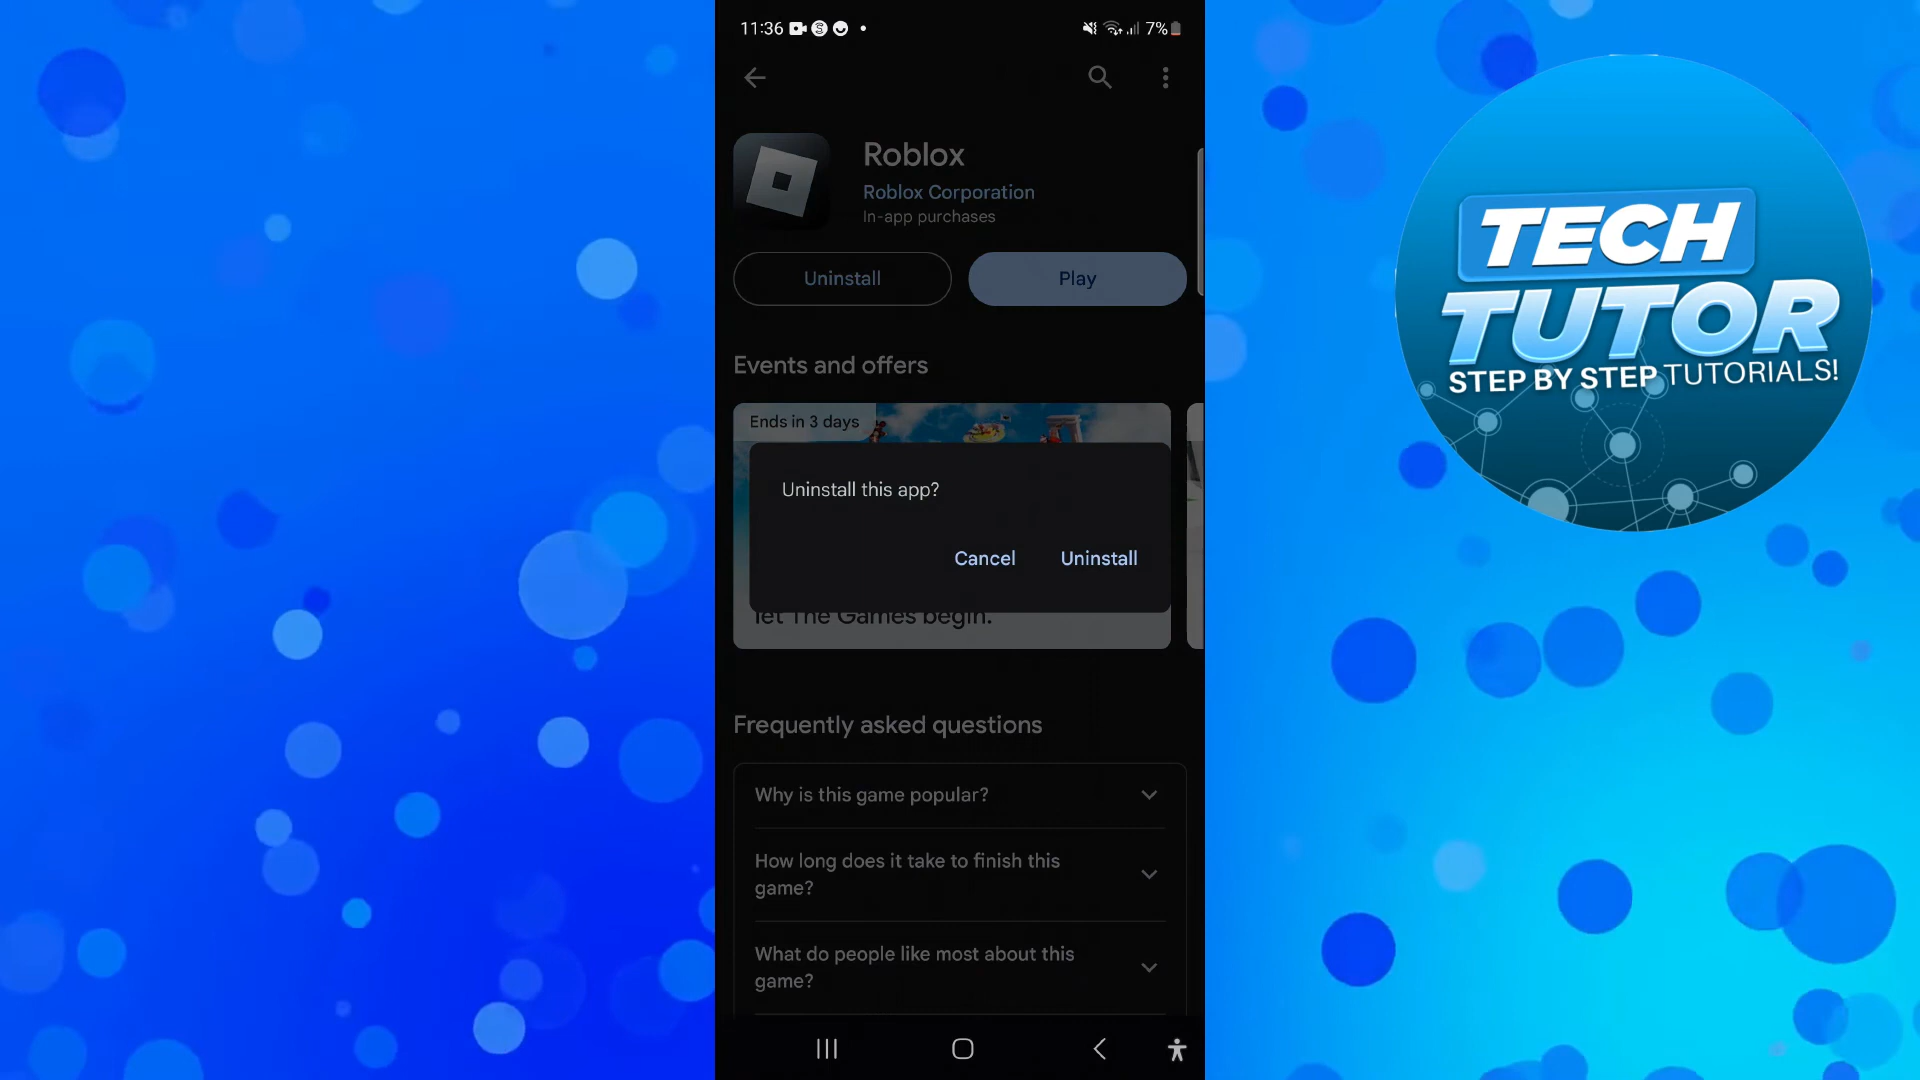 11:36
7%
Roblox
Roblox Corporation
In-app purchases
Uninstall
Play
Events and offers
Ends in 3 days
Uninstall this app?
Cancel
Uninstall
let The Games begin.
Frequently asked questions
Why is this game popular?
How long does it take to finish this
game?
What do people like most about this
game?
TECH
TUTOR
STEP BY STEP TUTORIALS!